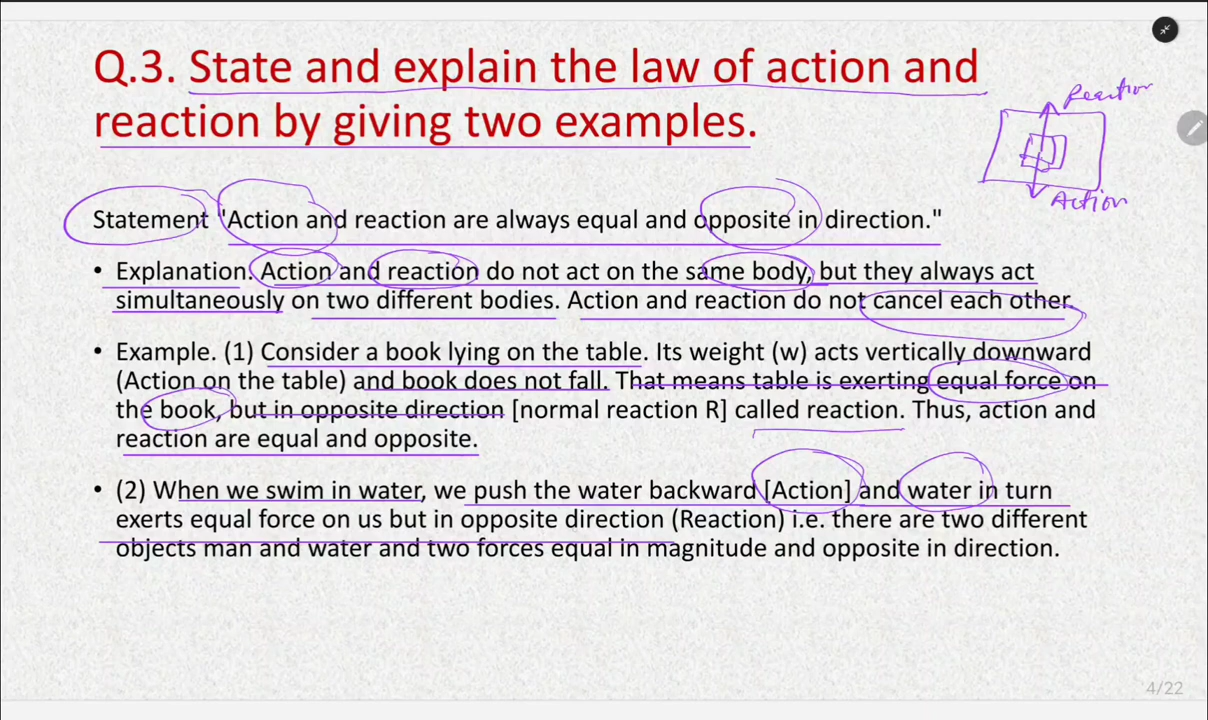 Q.3. State and explain the law of action and
reaction by giving two examples.
Reaction
Action
Statement "Action and reaction are always equal and opposite in direction."
• Explanation. Action and reaction do not act on the same body, but they always act
simultaneously on two different bodies. Action and reaction do not cancel each other.
• Example. (1) Consider a book lying on the table. Its weight (w) acts vertically downward
(Action on the table) and book does not fall. That means table is exerting equal force on
the book, but in opposite direction [normal reaction R] called reaction. Thus, action and
reaction are equal and opposite.
• (2) When we swim in water, we push the water backward [Action] and water in turn
exerts equal force on us but in opposite direction (Reaction) i.e. there are two different
objects man and water and two forces equal in magnitude and opposite in direction.
4/22